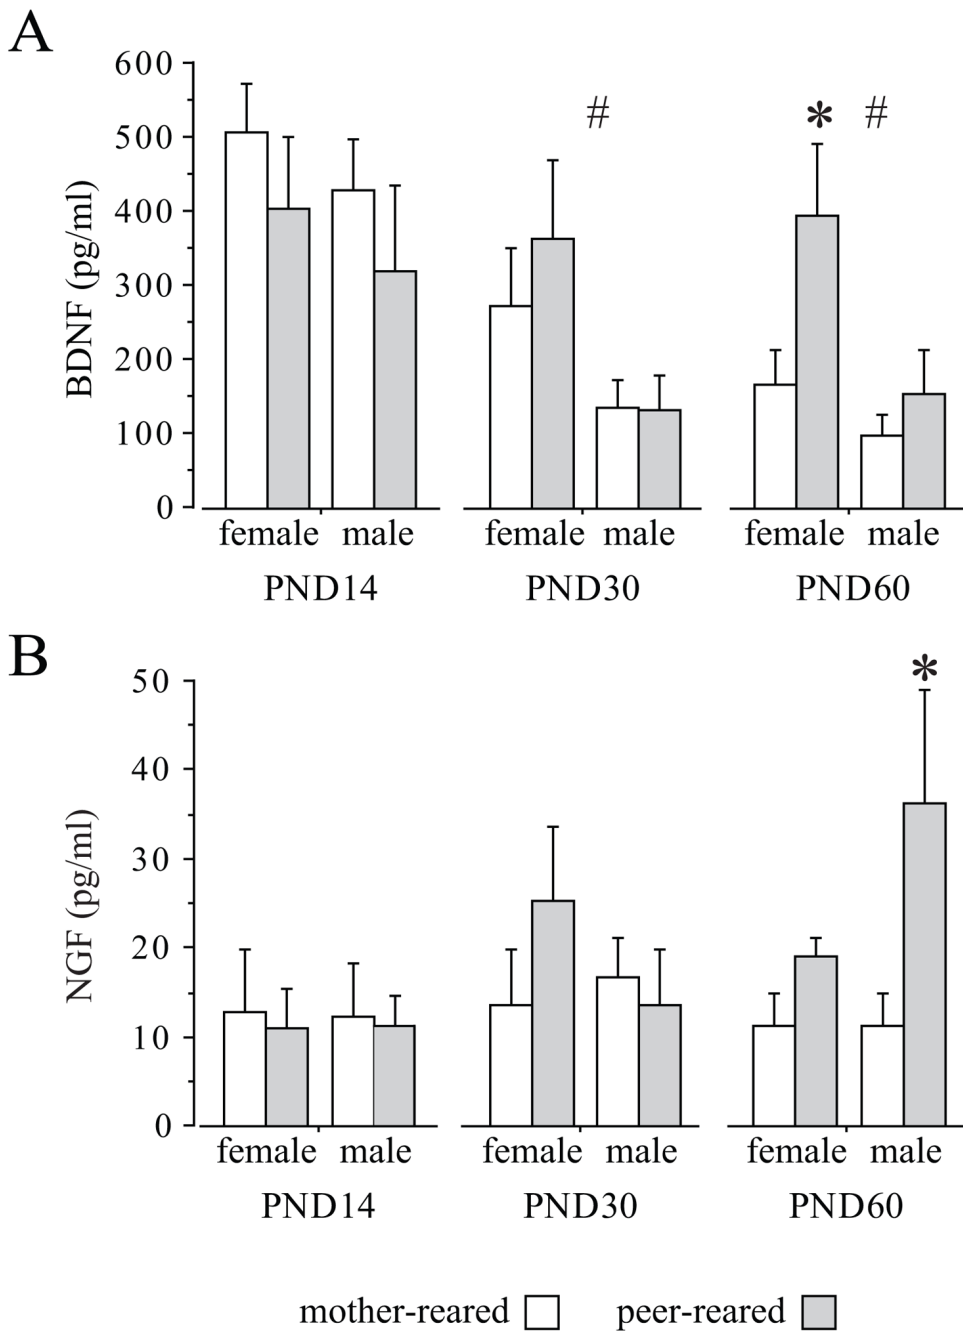 A
BDNF (pg/ml)
600
500
400
300
200
100
0
# * #
female male female male female male
PND14 PND30 PND60
B
NGF (pg/ml)
50
40
30
20
10
0
*
female male female male female male
PND14 PND30 PND60
mother-reared peer-reared